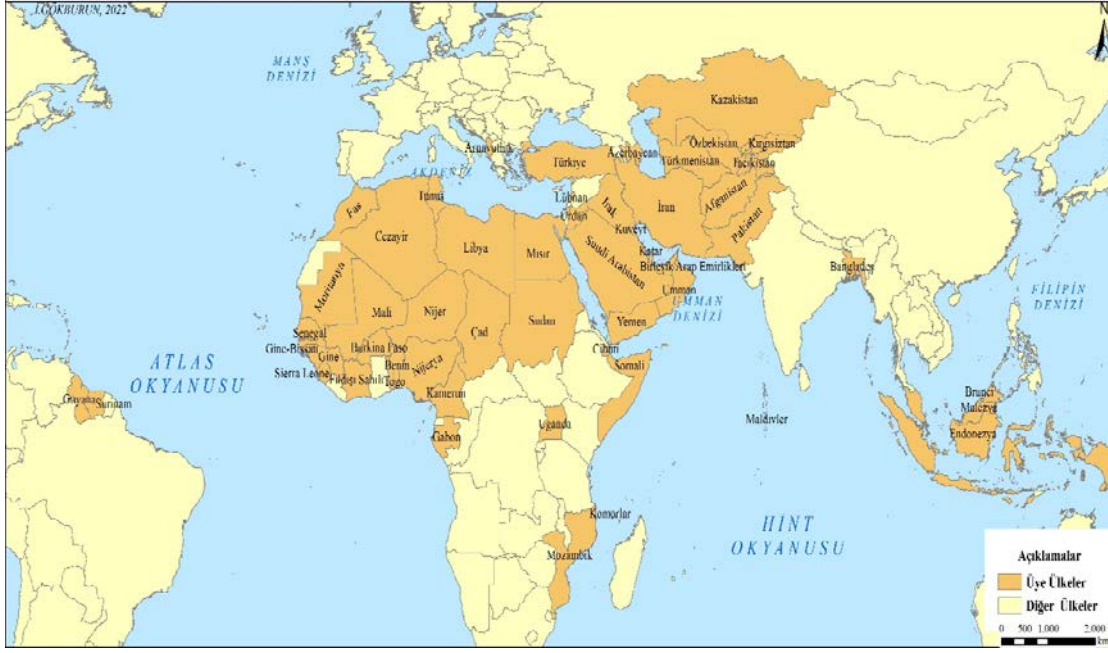 İ.GÖKBURUN, 2022
N
MANŞ
DENİZİ
Kazakistan
Arnavutluk
Özbekistan
Kırgısiztan
Azerbaycan
Türkiye
Türkmenistan
Tacikistan
AKDENİZ
Lübnan
Tunus
Fas
Ürdün
Irak
İran
Afganistan
Pakistan
Cezayir
Libya
Mısır
Kuveyt
Suudi Arabistan
Katar
Birleşik Arap Emirlikleri
Bangladeş
Umman
UMMAN
DENİZİ
FİLİPİN
DENİZİ
Moritanya
Mali
Nijer
Çad
Sudan
Yemen
Senegal
Gine-Bissau
Gine
Burkina Faso
Benin
Nijerya
Cibuti
Somali
Sierra Leone
Fildişi Sahili
Togo
Kamerun
ATLAS
OKYANUSU
Guyana
Surinam
Gabon
Uganda
Maldivler
Brunei
Malezya
Endonezya
Komorlar
Mozambik
HİNT
OKYANUSU
Açıklamalar
Üye Ülkeler
Diğer Ülkeler
0 500 1.000 2.000
km